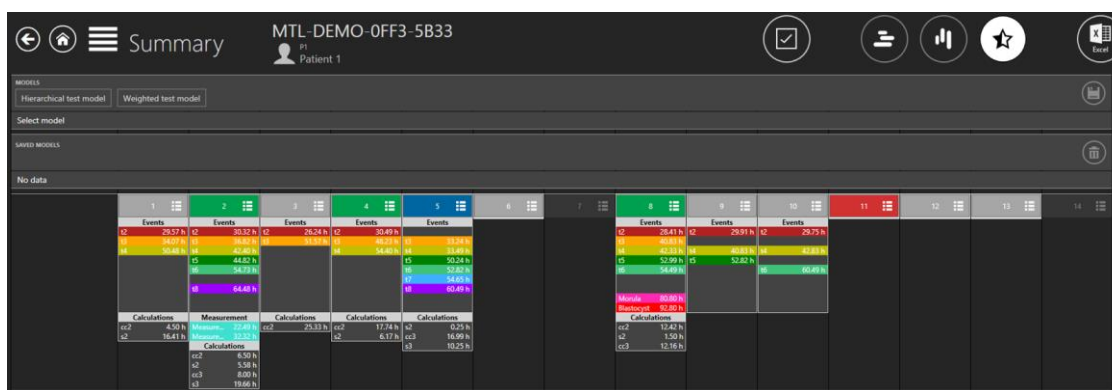 Summary
MTL-DEMO-0FF3-5B33
P1
Patient 1
Excel
MODELS
Hierarchical test model Weighted test model
Select model
SAVED MODELS
No data
1 2 3 4 5 6 7 8 9 10 11 12 13 14
Events Events Events Events Events Events Events Events
t2 29.57 h t2 30.32 h t2 26.24 h t2 30.49 h t2 28.41 h t2 29.91 h t2 29.75 h
t3 34.07 h t3 36.82 h t3 51.57 h t3 48.23 h t3 33.24 h t3 40.83 h
t4 50.48 h t4 42.40 h t4 54.40 h t4 33.49 h t4 42.33 h t4 40.83 h t4 42.83 h
t5 44.82 h t5 50.24 h t5 52.99 h t5 52.82 h
t6 54.73 h t6 52.82 h t6 54.49 h t6 60.49 h
t7 54.65 h
t8 64.48 h t8 60.49 h
Morula 80.80 h
Blastocyst 92.80 h
Calculations Measurement Calculations Calculations Calculations Calculations
cc2 4.50 h Measure... 22.49 h cc2 25.33 h cc2 17.74 h s2 0.25 h cc2 12.42 h
s2 16.41 h Measure... 32.32 h s2 6.17 h cc3 16.99 h s2 1.50 h
Calculations s3 10.25 h cc3 12.16 h
cc2 6.50 h
s2 5.58 h
cc3 8.00 h
s3 19.66 h